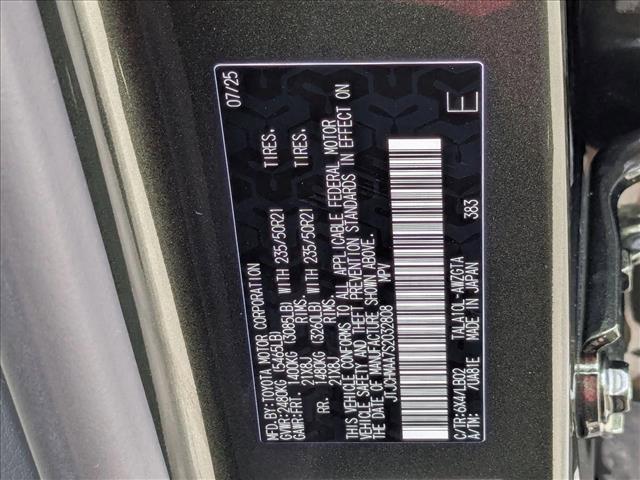 MFD.BY:TOYOTA MOTOR CORPORATION 07/25
GVWR:2480KG (5465LB)
GAWR:FRT. 1400KG (3085LB) WITH 235/50R21 TIRES.
21X8J RIMS.
RR. 1480KG (3260LB) WITH 235/50R21 TIRES.
21X8J RIMS.
THIS VEHICLE CONFORMS TO ALL APPLICABLE FEDERAL MOTOR
VEHICLE SAFETY AND THEFT PREVENTION STANDARDS IN EFFECT ON
THE DATE OF MANUFACTURE SHOWN ABOVE.
JTJCHMAA7S2032808 MPV
C/TR:6X4/LB02 TALA10L-AWZGTA 383 E
A/TM: /UA81E MADE IN JAPAN